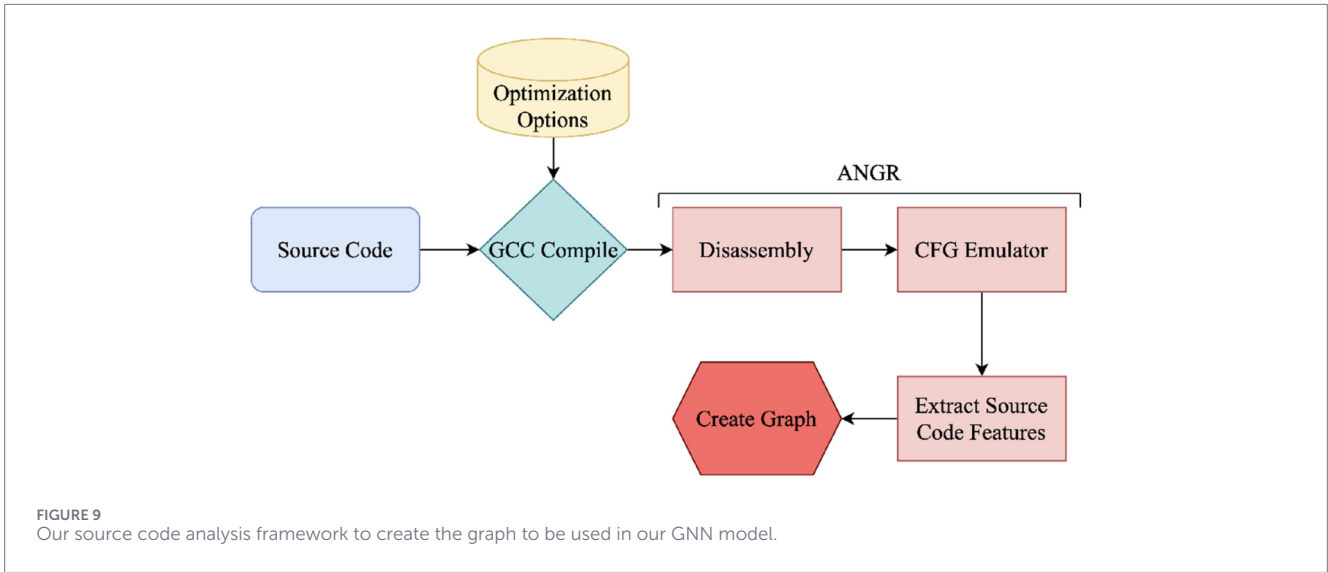 Optimization
Options
ANGR
Source Code
GCC Compile
Disassembly
CFG Emulator
Create Graph
Extract Source
Code Features
FIGURE 9
Our source code analysis framework to create the graph to be used in our GNN model.